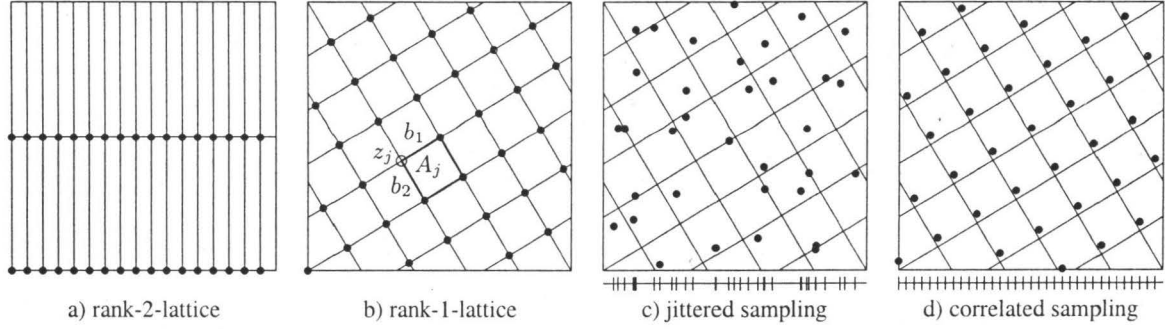 b₁
zⱼ
Aⱼ
b₂
a) rank-2-lattice
b) rank-1-lattice
c) jittered sampling
d) correlated sampling